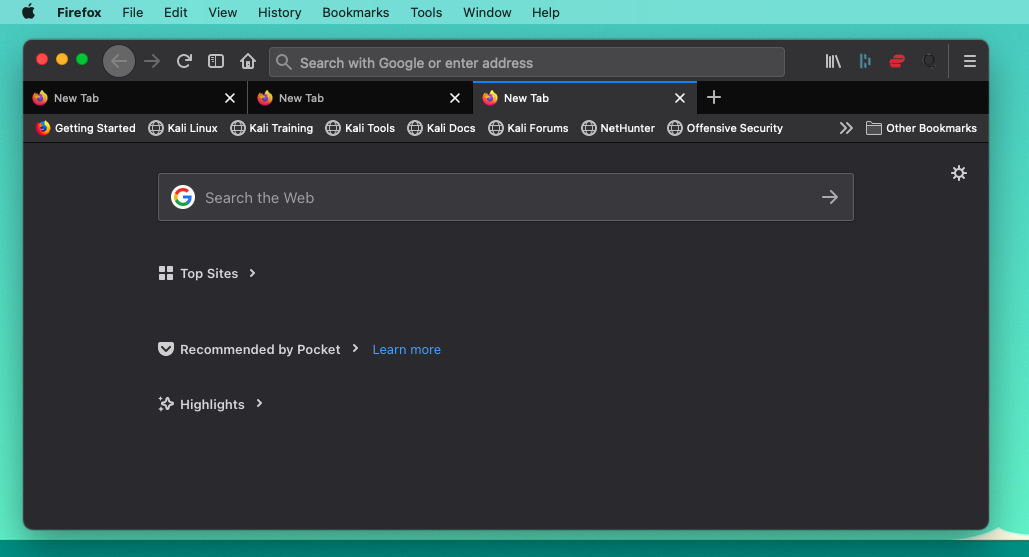 Firefox File Edit View History Bookmarks Tools Window Help
Search with Google or enter address
New Tab New Tab New Tab
Getting Started Kali Linux Kali Training Kali Tools Kali Docs Kali Forums NetHunter Offensive Security Other Bookmarks
Search the Web
Top Sites
Recommended by Pocket Learn more
Highlights